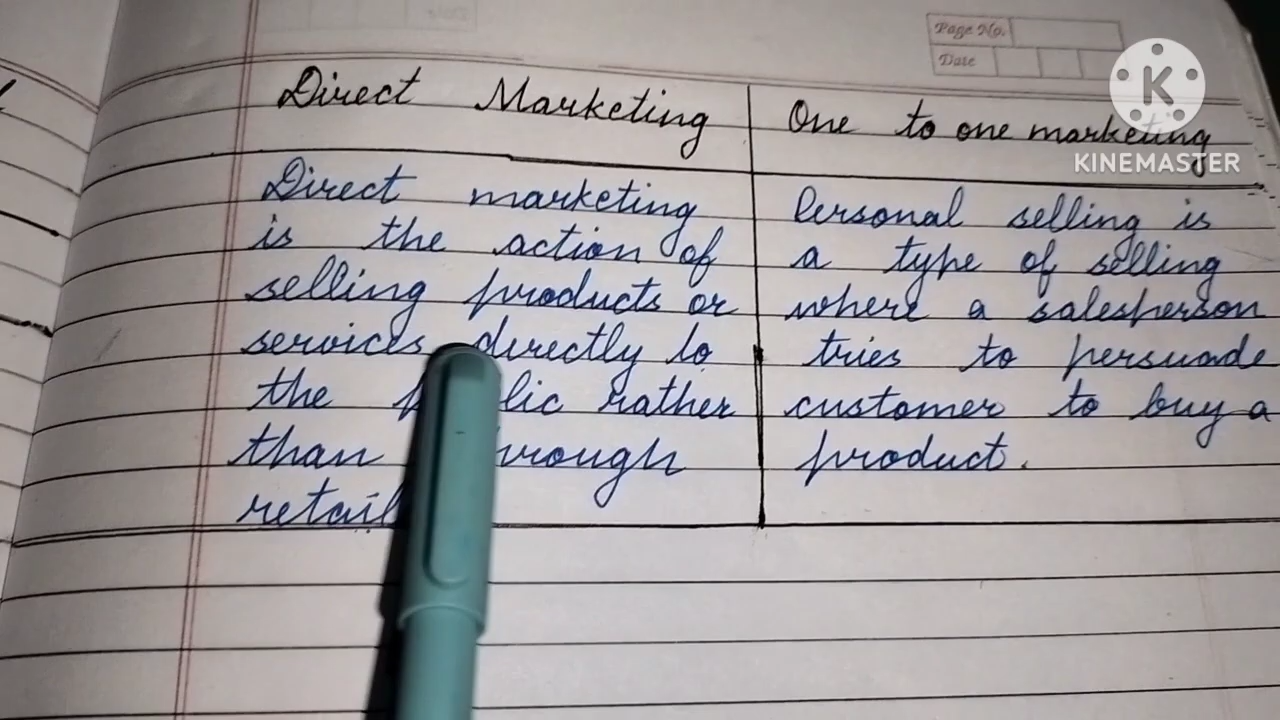 Page No.
Date
Direct Marketing
One to one marketing
KINEMASTER
Direct marketing
is the action of
selling products or
services directly to
the rather
than
retail
Personal selling is
a type of selling
where a salesperson
tries to persuade
customer to buy a
product.